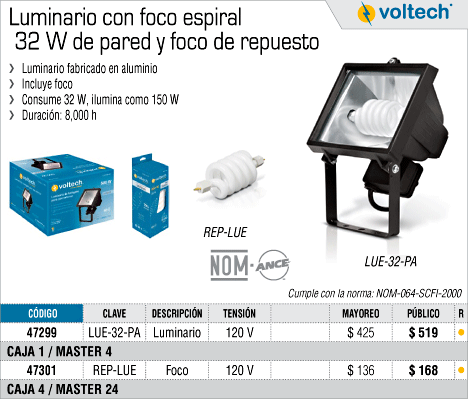 Luminario con foco espiral
32 W de pared y foco de repuesto
voltech®
❯ Luminario fabricado en aluminio
❯ Incluye foco
❯ Consume 32 W, ilumina como 150 W
❯ Duración: 8,000 h
voltech
voltech
REP-LUE
NOM-ANCE
LUE-32-PA
Cumple con la norma: NOM-064-SCFI-2000
CÓDIGO CLAVE DESCRIPCIÓN TENSIÓN MAYOREO PÚBLICO R
47299 LUE-32-PA Luminario 120 V $ 425 $ 519
CAJA 1 / MASTER 4
47301 REP-LUE Foco 120 V $ 136 $ 168
CAJA 4 / MASTER 24